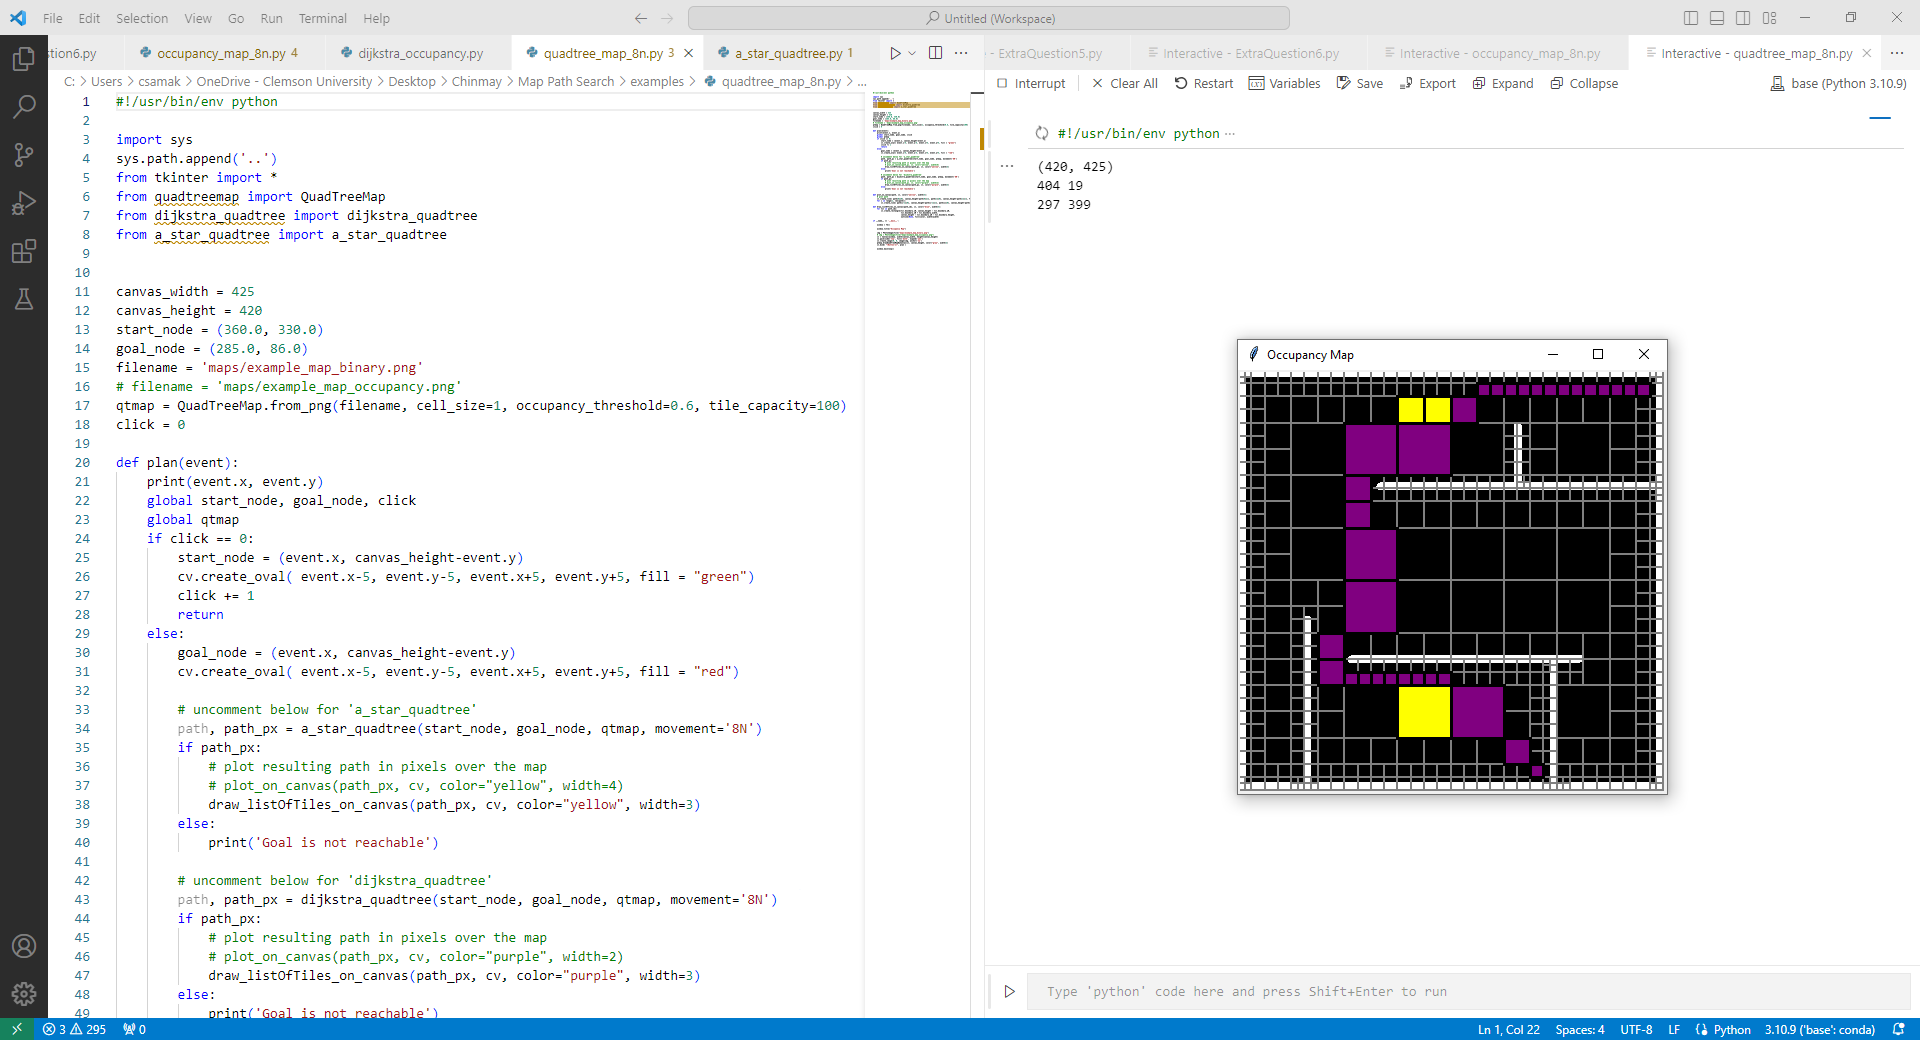 File Edit Selection View Go Run Terminal Help
Untitled (Workspace)
stion6.py occupancy_map_8n.py 4 dijkstra_occupancy.py quadtree_map_8n.py 3 a_star_quadtree.py 1
- ExtraQuestion5.py Interactive - ExtraQuestion6.py Interactive - occupancy_map_8n.py Interactive - quadtree_map_8n.py
C: > Users > csamak > OneDrive - Clemson University > Desktop > Chinmay > Map Path Search > examples > quadtree_map_8n.py > ...
Interrupt Clear All Restart Variables Save Export Expand Collapse base (Python 3.10.9)
1 #!/usr/bin/env python
2
3 import sys
4 sys.path.append('..')
5 from tkinter import *
6 from quadtreemap import QuadTreeMap
7 from dijkstra_quadtree import dijkstra_quadtree
8 from a_star_quadtree import a_star_quadtree
9
10
11 canvas_width = 425
12 canvas_height = 420
13 start_node = (360.0, 330.0)
14 goal_node = (285.0, 86.0)
15 filename = 'maps/example_map_binary.png'
16 # filename = 'maps/example_map_occupancy.png'
17 qtmap = QuadTreeMap.from_png(filename, cell_size=1, occupancy_threshold=0.6, tile_capacity=100)
18 click = 0
19
20 def plan(event):
21 print(event.x, event.y)
22 global start_node, goal_node, click
23 global qtmap
24 if click == 0:
25 start_node = (event.x, canvas_height-event.y)
26 cv.create_oval( event.x-5, event.y-5, event.x+5, event.y+5, fill = "green")
27 click += 1
28 return
29 else:
30 goal_node = (event.x, canvas_height-event.y)
31 cv.create_oval( event.x-5, event.y-5, event.x+5, event.y+5, fill = "red")
32
33 # uncomment below for 'a_star_quadtree'
34 path, path_px = a_star_quadtree(start_node, goal_node, qtmap, movement='8N')
35 if path_px:
36 # plot resulting path in pixels over the map
37 # plot_on_canvas(path_px, cv, color="yellow", width=4)
38 draw_listOfTiles_on_canvas(path_px, cv, color="yellow", width=3)
39 else:
40 print('Goal is not reachable')
41
42 # uncomment below for 'dijkstra_quadtree'
43 path, path_px = dijkstra_quadtree(start_node, goal_node, qtmap, movement='8N')
44 if path_px:
45 # plot resulting path in pixels over the map
46 # plot_on_canvas(path_px, cv, color="purple", width=2)
47 draw_listOfTiles_on_canvas(path_px, cv, color="purple", width=3)
48 else:
49 print('Goal is not reachable')
#!/usr/bin/env python ...
(420, 425)
404 19
297 399
Occupancy Map
Type 'python' code here and press Shift+Enter to run
3 295 0 Ln 1, Col 22 Spaces: 4 UTF-8 LF Python 3.10.9 ('base': conda)